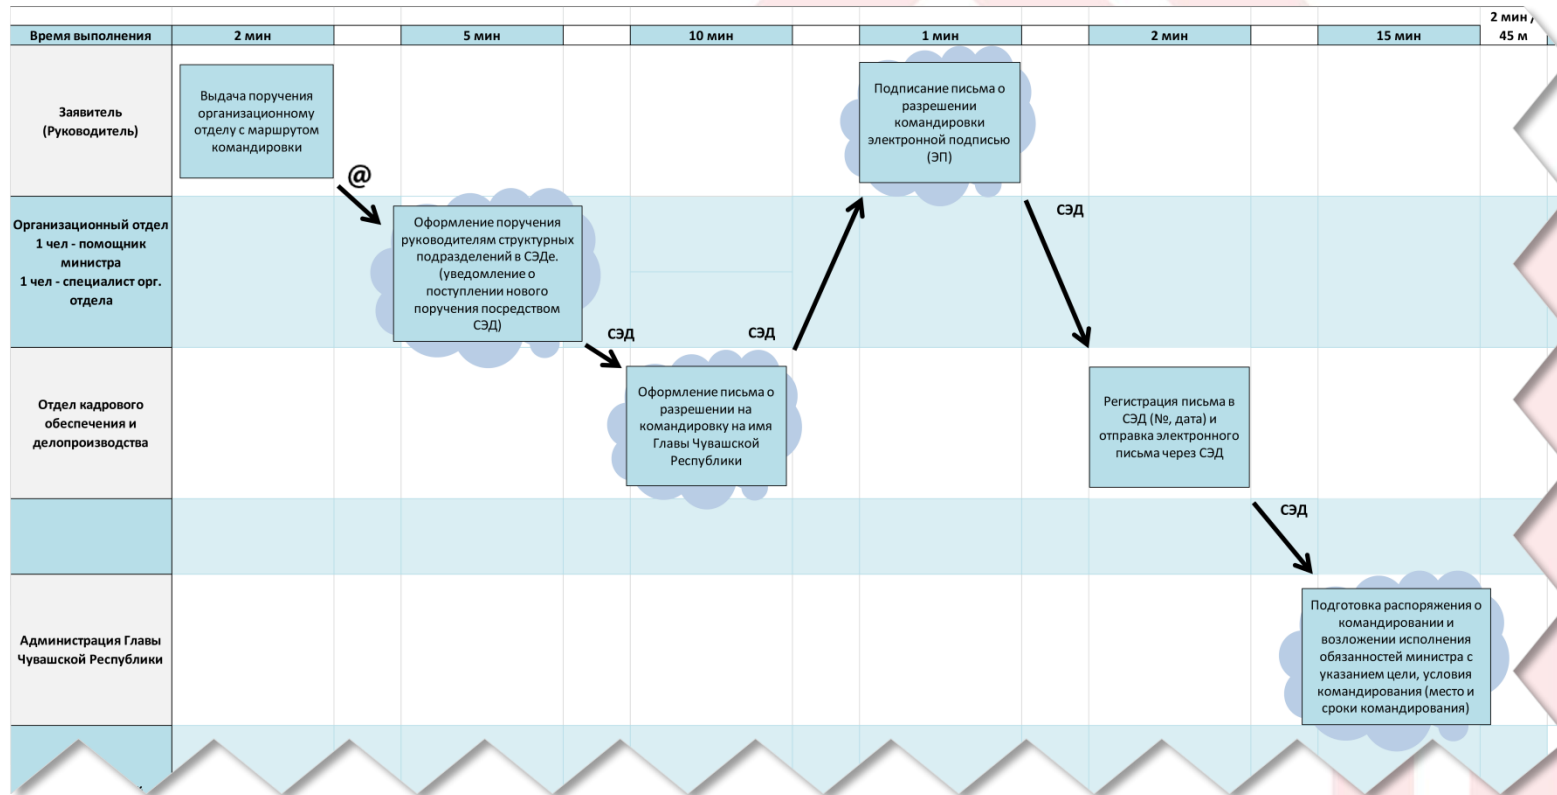 2 мин /
Время выполнения 2 мин 5 мин 10 мин 1 мин 2 мин 15 мин 45 м
Заявитель
(Руководитель)
Выдача поручения
организационному
отделу с маршрутом
командировки
Подписание письма о
разрешении
командировки
электронной подписью
(ЭП)
@
Организационный отдел
1 чел - помощник
министра
1 чел - специалист орг.
отдела
Оформление поручения
руководителям структурных
подразделений в СЭДе.
(уведомление о
поступлении нового
поручения посредством
СЭД)
СЭД
СЭД
СЭД
Отдел кадрового
обеспечения и
делопроизводства
Оформление письма о
разрешении на
командировку на имя
Главы Чувашской
Республики
Регистрация письма в
СЭД (№, дата) и
отправка электронного
письма через СЭД
СЭД
Администрация Главы
Чувашской Республики
Подготовка распоряжения о
командировании и
возложении исполнения
обязанностей министра с
указанием цели, условия
командирования (место и
сроки командирования)